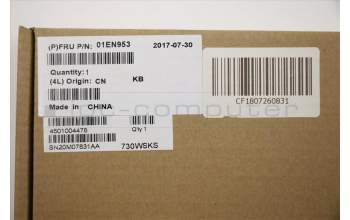 (P)FRU P/N: 01EN953 2017-07-30
Quantity:1
(4L) Origin: CN KB
Made in CHINA
4501004478 Qty 1
SN20M07831AA 730WSKS
CF1807260831